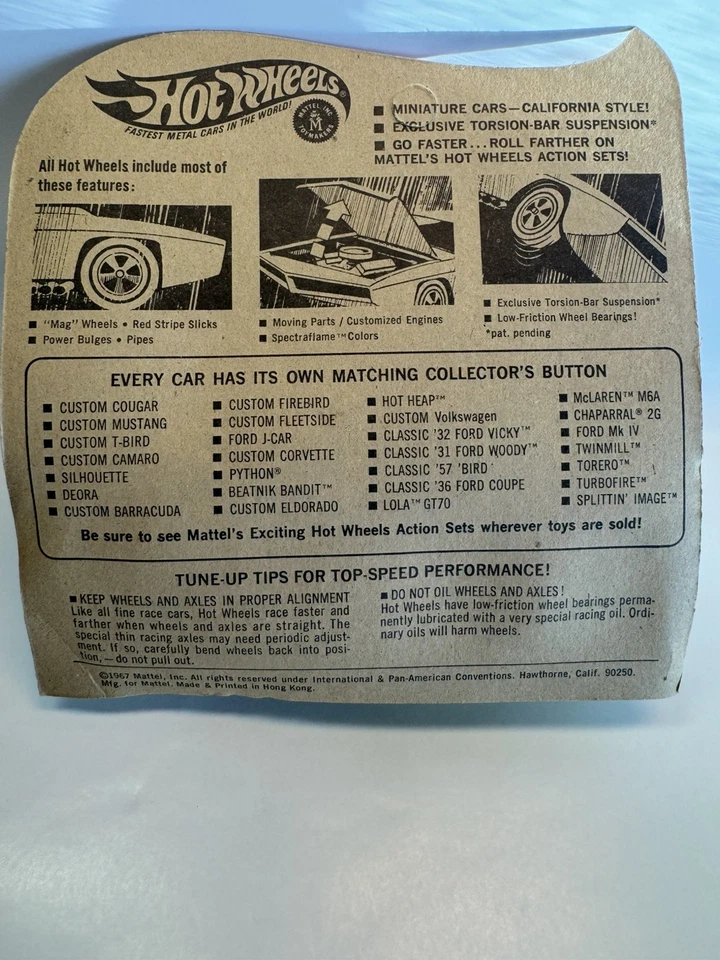 HOT WHEELS®
FASTEST METAL CARS IN THE WORLD!
MATTEL, INC.
M
TOYMAKERS
■ MINIATURE CARS—CALIFORNIA STYLE!
■ EXCLUSIVE TORSION-BAR SUSPENSION*
■ GO FASTER...ROLL FARTHER ON
MATTEL'S HOT WHEELS ACTION SETS!
All Hot Wheels include most of
these features:
■ "Mag" Wheels • Red Stripe Slicks
■ Power Bulges • Pipes
■ Moving Parts / Customized Engines
■ Spectraflame™ Colors
■ Exclusive Torsion-Bar Suspension*
■ Low-Friction Wheel Bearings!
*pat. pending
EVERY CAR HAS ITS OWN MATCHING COLLECTOR'S BUTTON
■ CUSTOM COUGAR
■ CUSTOM MUSTANG
■ CUSTOM T-BIRD
■ CUSTOM CAMARO
■ SILHOUETTE
■ DEORA
■ CUSTOM BARRACUDA
■ CUSTOM FIREBIRD
■ CUSTOM FLEETSIDE
■ FORD J-CAR
■ CUSTOM CORVETTE
■ PYTHON®
■ BEATNIK BANDIT™
■ CUSTOM ELDORADO
■ HOT HEAP™
■ CUSTOM Volkswagen
■ CLASSIC '32 FORD VICKY™
■ CLASSIC '31 FORD WOODY™
■ CLASSIC '57 'BIRD
■ CLASSIC '36 FORD COUPE
■ LOLA™ GT70
■ McLAREN™ M6A
■ CHAPARRAL® 2G
■ FORD Mk IV
■ TWINMILL™
■ TORERO™
■ TURBOFIRE™
■ SPLITTIN' IMAGE™
Be sure to see Mattel's Exciting Hot Wheels Action Sets wherever toys are sold!
TUNE-UP TIPS FOR TOP-SPEED PERFORMANCE!
■ KEEP WHEELS AND AXLES IN PROPER ALIGNMENT
Like all fine race cars, Hot Wheels race faster and
farther when wheels and axles are straight. The
special thin racing axles may need periodic adjust-
ment. If so, carefully bend wheels back into posi-
tion,—do not pull out.
■ DO NOT OIL WHEELS AND AXLES!
Hot Wheels have low-friction wheel bearings perma-
nently lubricated with a very special racing oil. Ordi-
nary oils will harm wheels.
©1967 Mattel, Inc. All rights reserved under International & Pan-American Conventions. Hawthorne, Calif. 90250.
Mfg. for Mattel. Made & Printed in Hong Kong.